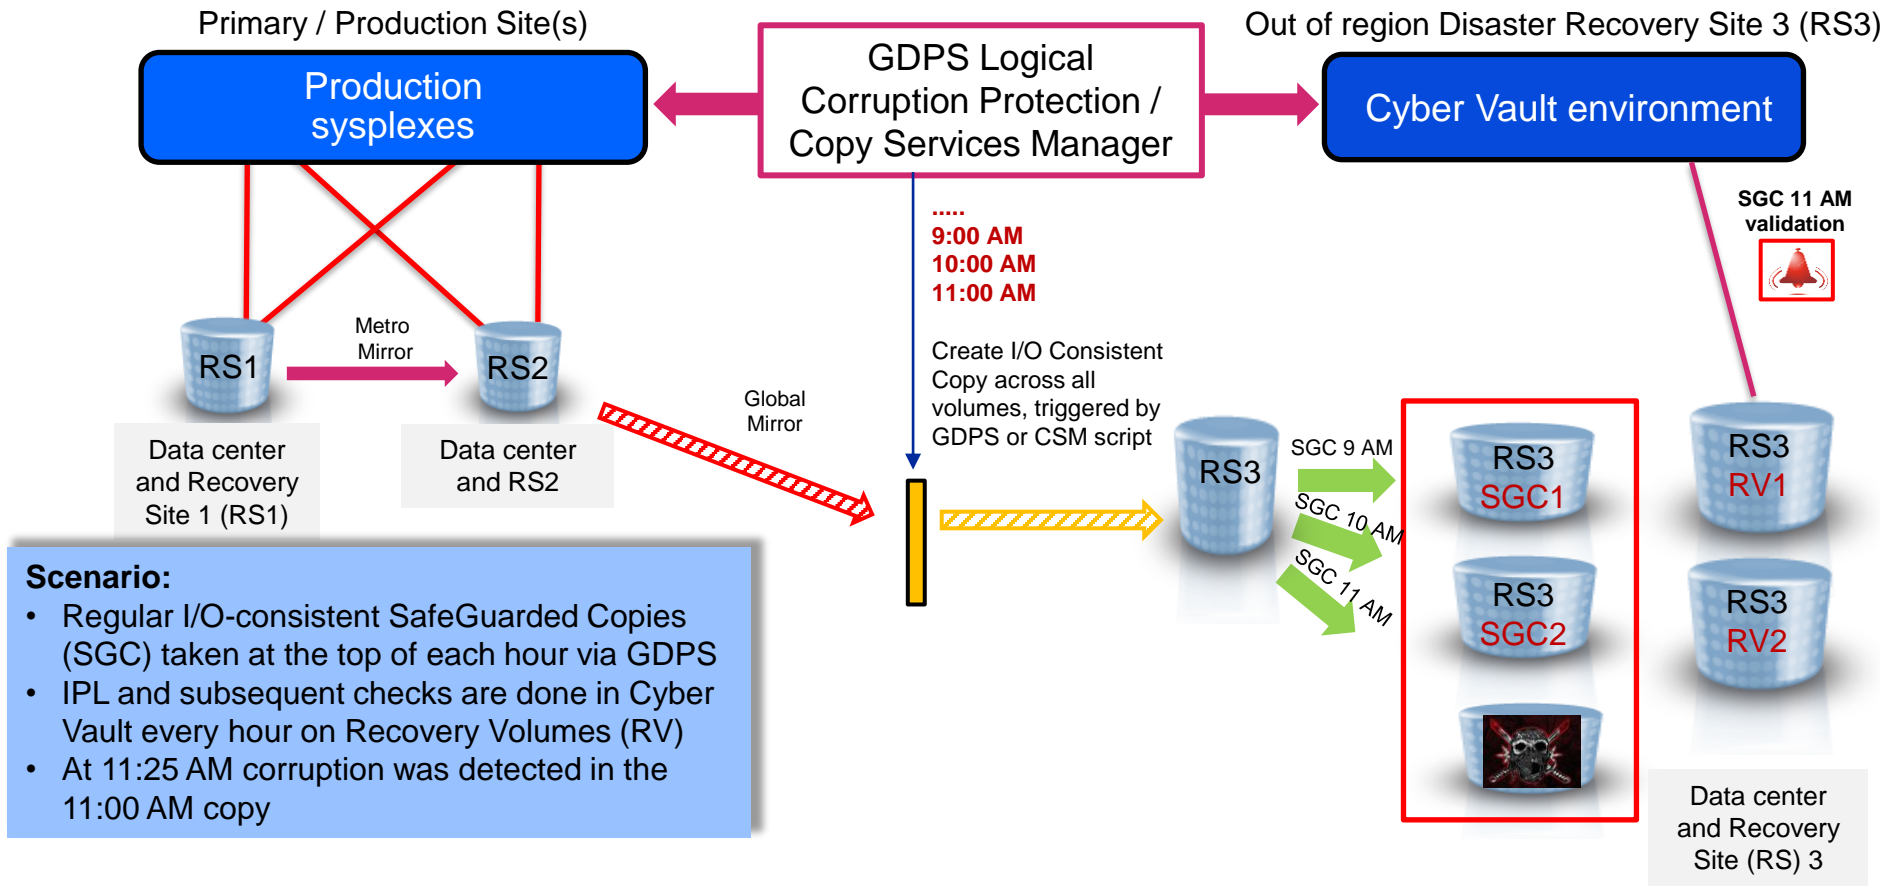 Primary / Production Site(s)
Production
sysplexes
GDPS Logical
Corruption Protection /
Copy Services Manager
Out of region Disaster Recovery Site 3 (RS3)
Cyber Vault environment
SGC 11 AM
validation
.....
9:00 AM
10:00 AM
11:00 AM
Create I/O Consistent
Copy across all
volumes, triggered by
GDPS or CSM script
RS1
Metro
Mirror
RS2
Data center
and Recovery
Site 1 (RS1)
Data center
and RS2
Global
Mirror
RS3
SGC 9 AM
SGC 10 AM
SGC 11 AM
RS3
SGC1
RS3
SGC2
RS3
RV1
RS3
RV2
Data center
and Recovery
Site (RS) 3
Scenario:
• Regular I/O-consistent SafeGuarded Copies
(SGC) taken at the top of each hour via GDPS
• IPL and subsequent checks are done in Cyber
Vault every hour on Recovery Volumes (RV)
• At 11:25 AM corruption was detected in the
11:00 AM copy